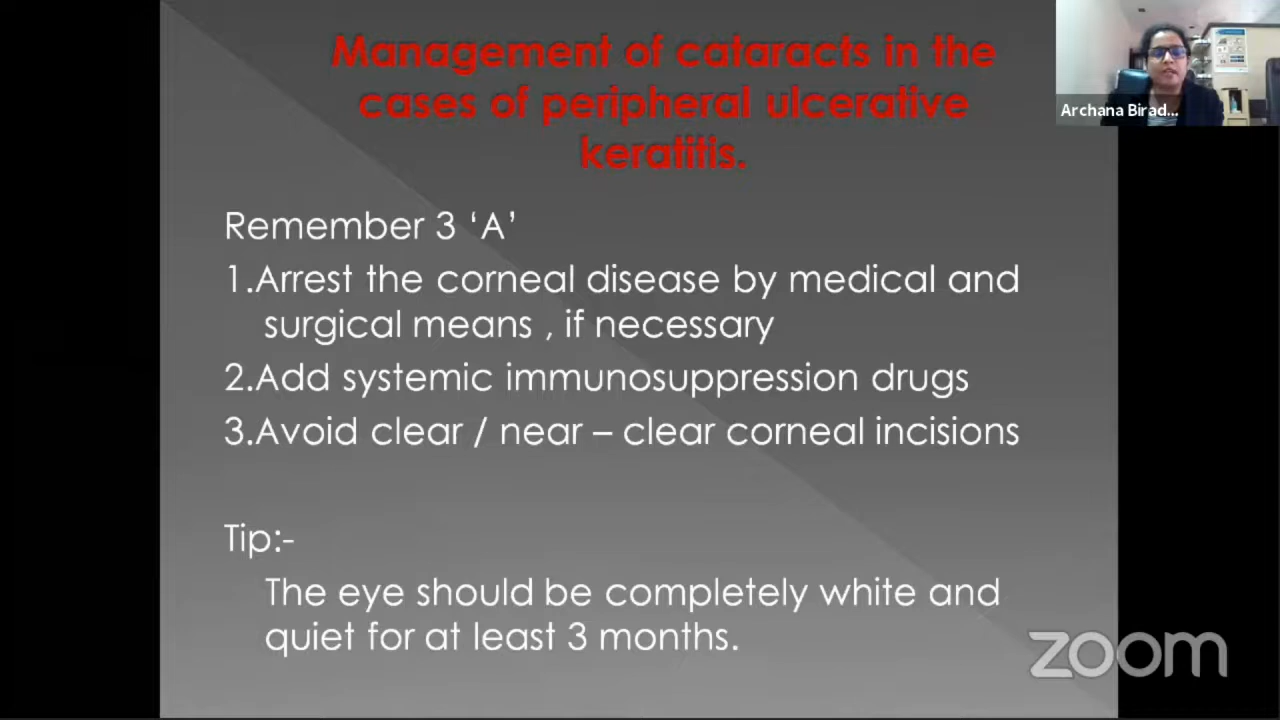 Management of cataracts in the
cases of peripheral ulcerative
keratitis.
Archana Birad...
Remember 3 ‘A’
1.Arrest the corneal disease by medical and
surgical means , if necessary
2.Add systemic immunosuppression drugs
3.Avoid clear / near – clear corneal incisions
Tip:-
The eye should be completely white and
quiet for at least 3 months.
zoom